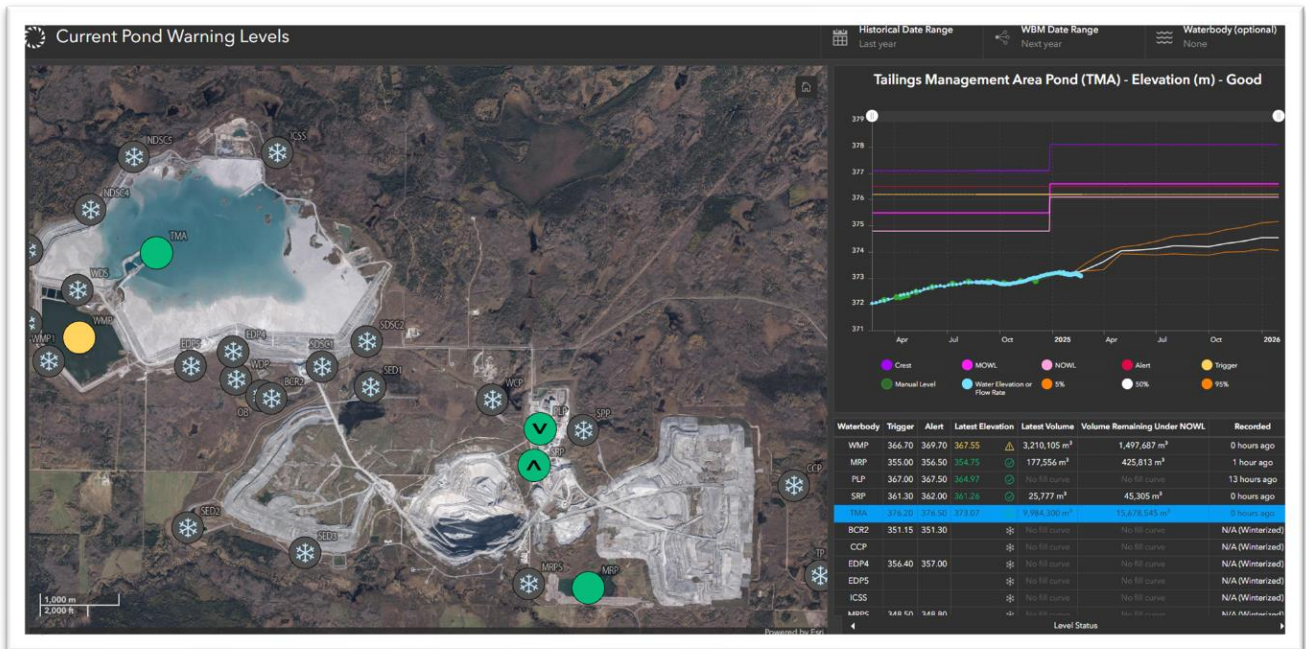 Current Pond Warning Levels
Historical Date Range
Last year
WBM Date Range
Next year
Waterbody (optional)
None
NDSC5
ICSS
NDSC4
TMA
WDS
WMP
WMP1
EDP5
EDP4
SDSC1
SDSC2
WDP
OB
BCR2
SED1
WCP
PLP
SPP
SRP
CCP
SED2
SED3
MRPS
MRP
TP
1,000 m
2,000 ft
Powered by Esri
Tailings Management Area Pond (TMA) - Elevation (m) - Good
379
378
377
376
375
374
373
372
371
Apr Jul Oct 2025 Apr Jul Oct 2026
Crest MOWL NOWL Alert Trigger
Manual Level Water Elevation or Flow Rate 5% 50% 95%
Waterbody Trigger Alert Latest Elevation Latest Volume Volume Remaining Under NOWL Recorded
WMP 366.70 369.70 367.55 3,210,105 m³ 1,497,687 m³ 0 hours ago
MRP 355.00 356.50 354.75 177,556 m³ 425,813 m³ 1 hour ago
PLP 367.00 367.50 364.97 No fill curve No fill curve 13 hours ago
SRP 361.30 362.00 361.26 25,777 m³ 45,305 m³ 0 hours ago
TMA 376.20 376.50 373.07 9,984,300 m³ 15,678,545 m³ 0 hours ago
BCR2 351.15 351.30 No fill curve No fill curve N/A (Winterized)
CCP No fill curve No fill curve N/A (Winterized)
EDP4 356.40 357.00 No fill curve No fill curve N/A (Winterized)
EDP5 No fill curve No fill curve N/A (Winterized)
ICSS No fill curve No fill curve N/A (Winterized)
MRPS 348.50 348.80 No fill curve No fill curve N/A (Winterized)
Level Status